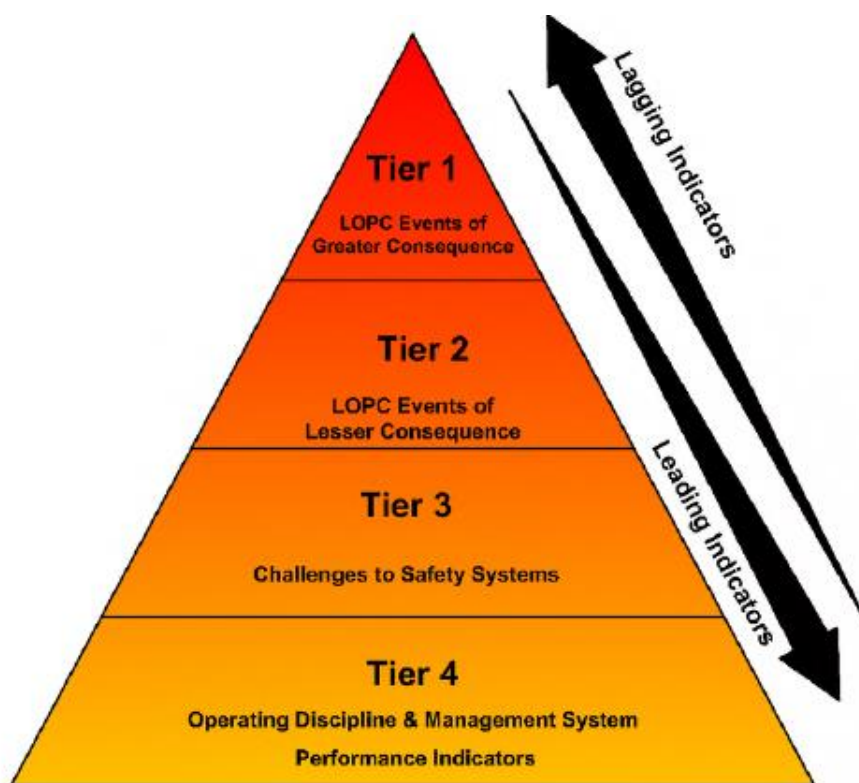 Tier 1
LOPC Events of
Greater Consequence
Tier 2
LOPC Events of
Lesser Consequence
Tier 3
Challenges to Safety Systems
Tier 4
Operating Discipline & Management System
Performance Indicators
Lagging Indicators
Leading Indicators